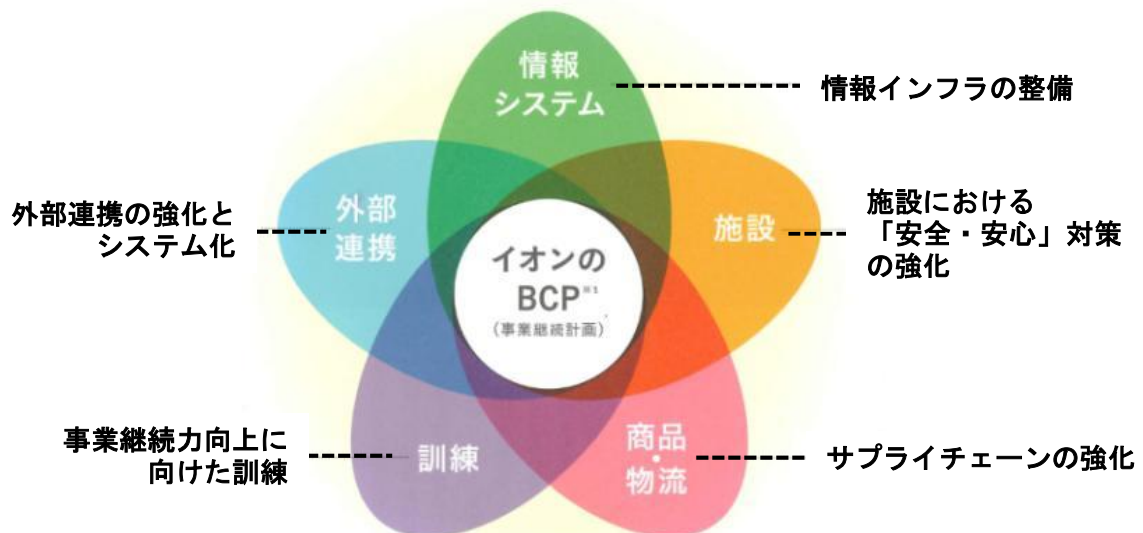 情報
システム
情報インフラの整備
外部連携の強化と
システム化
外部
連携
施設
施設における
「安全・安心」対策
の強化
イオンの
BCP※1
（事業継続計画）
事業継続力向上に
向けた訓練
訓練
商品
・
物流
サプライチェーンの強化